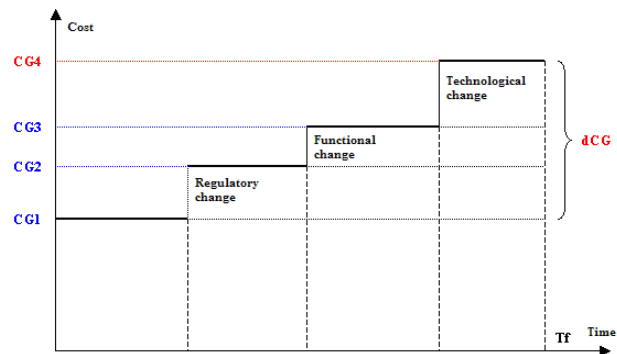 Cost
CG4
Technological
change
CG3
Functional
change
dCG
CG2
Regulatory
change
CG1
Tf
Time